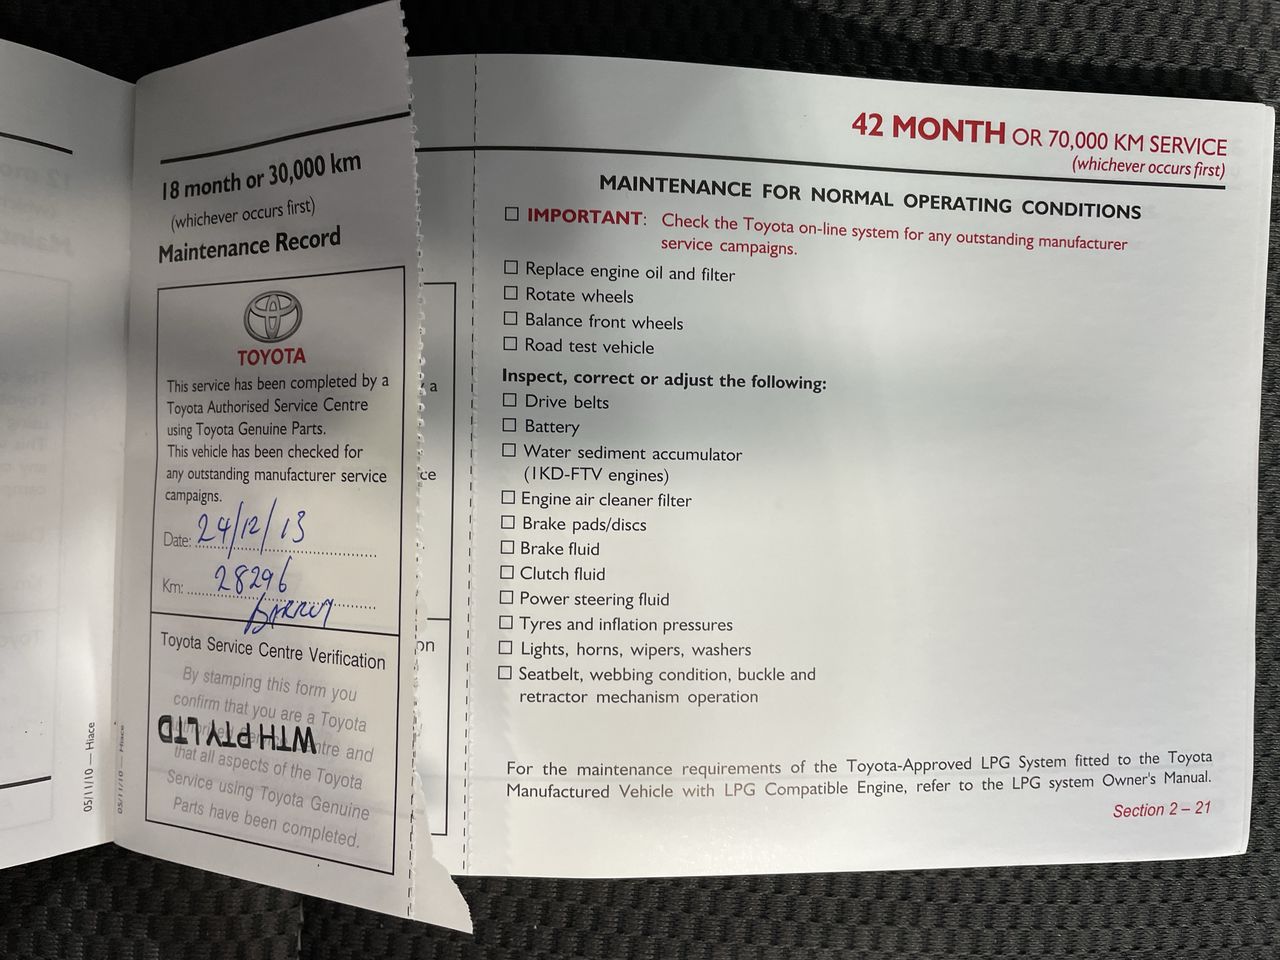 18 month or 30,000 km
(whichever occurs first)
Maintenance Record
TOYOTA
This service has been completed by a
Toyota Authorised Service Centre
using Toyota Genuine Parts.
This vehicle has been checked for
any outstanding manufacturer service
campaigns.
Date: 24/12/13
Km: 28296
Toyota Service Centre Verification
By stamping this form you
confirm that you are a Toyota
Authorised Service Centre and
that all aspects of the Toyota
Service using Toyota Genuine
Parts have been completed.
WTH PTY LTD
05/11/10 — Hiace
05/11/10 — Hiace
a
ce
on
42 MONTH OR 70,000 KM SERVICE
(whichever occurs first)
MAINTENANCE FOR NORMAL OPERATING CONDITIONS
IMPORTANT: Check the Toyota on-line system for any outstanding manufacturer
service campaigns.
Replace engine oil and filter
Rotate wheels
Balance front wheels
Road test vehicle
Inspect, correct or adjust the following:
Drive belts
Battery
Water sediment accumulator
(1KD-FTV engines)
Engine air cleaner filter
Brake pads/discs
Brake fluid
Clutch fluid
Power steering fluid
Tyres and inflation pressures
Lights, horns, wipers, washers
Seatbelt, webbing condition, buckle and
retractor mechanism operation
For the maintenance requirements of the Toyota-Approved LPG System fitted to the Toyota
Manufactured Vehicle with LPG Compatible Engine, refer to the LPG system Owner's Manual.
Section 2 – 21